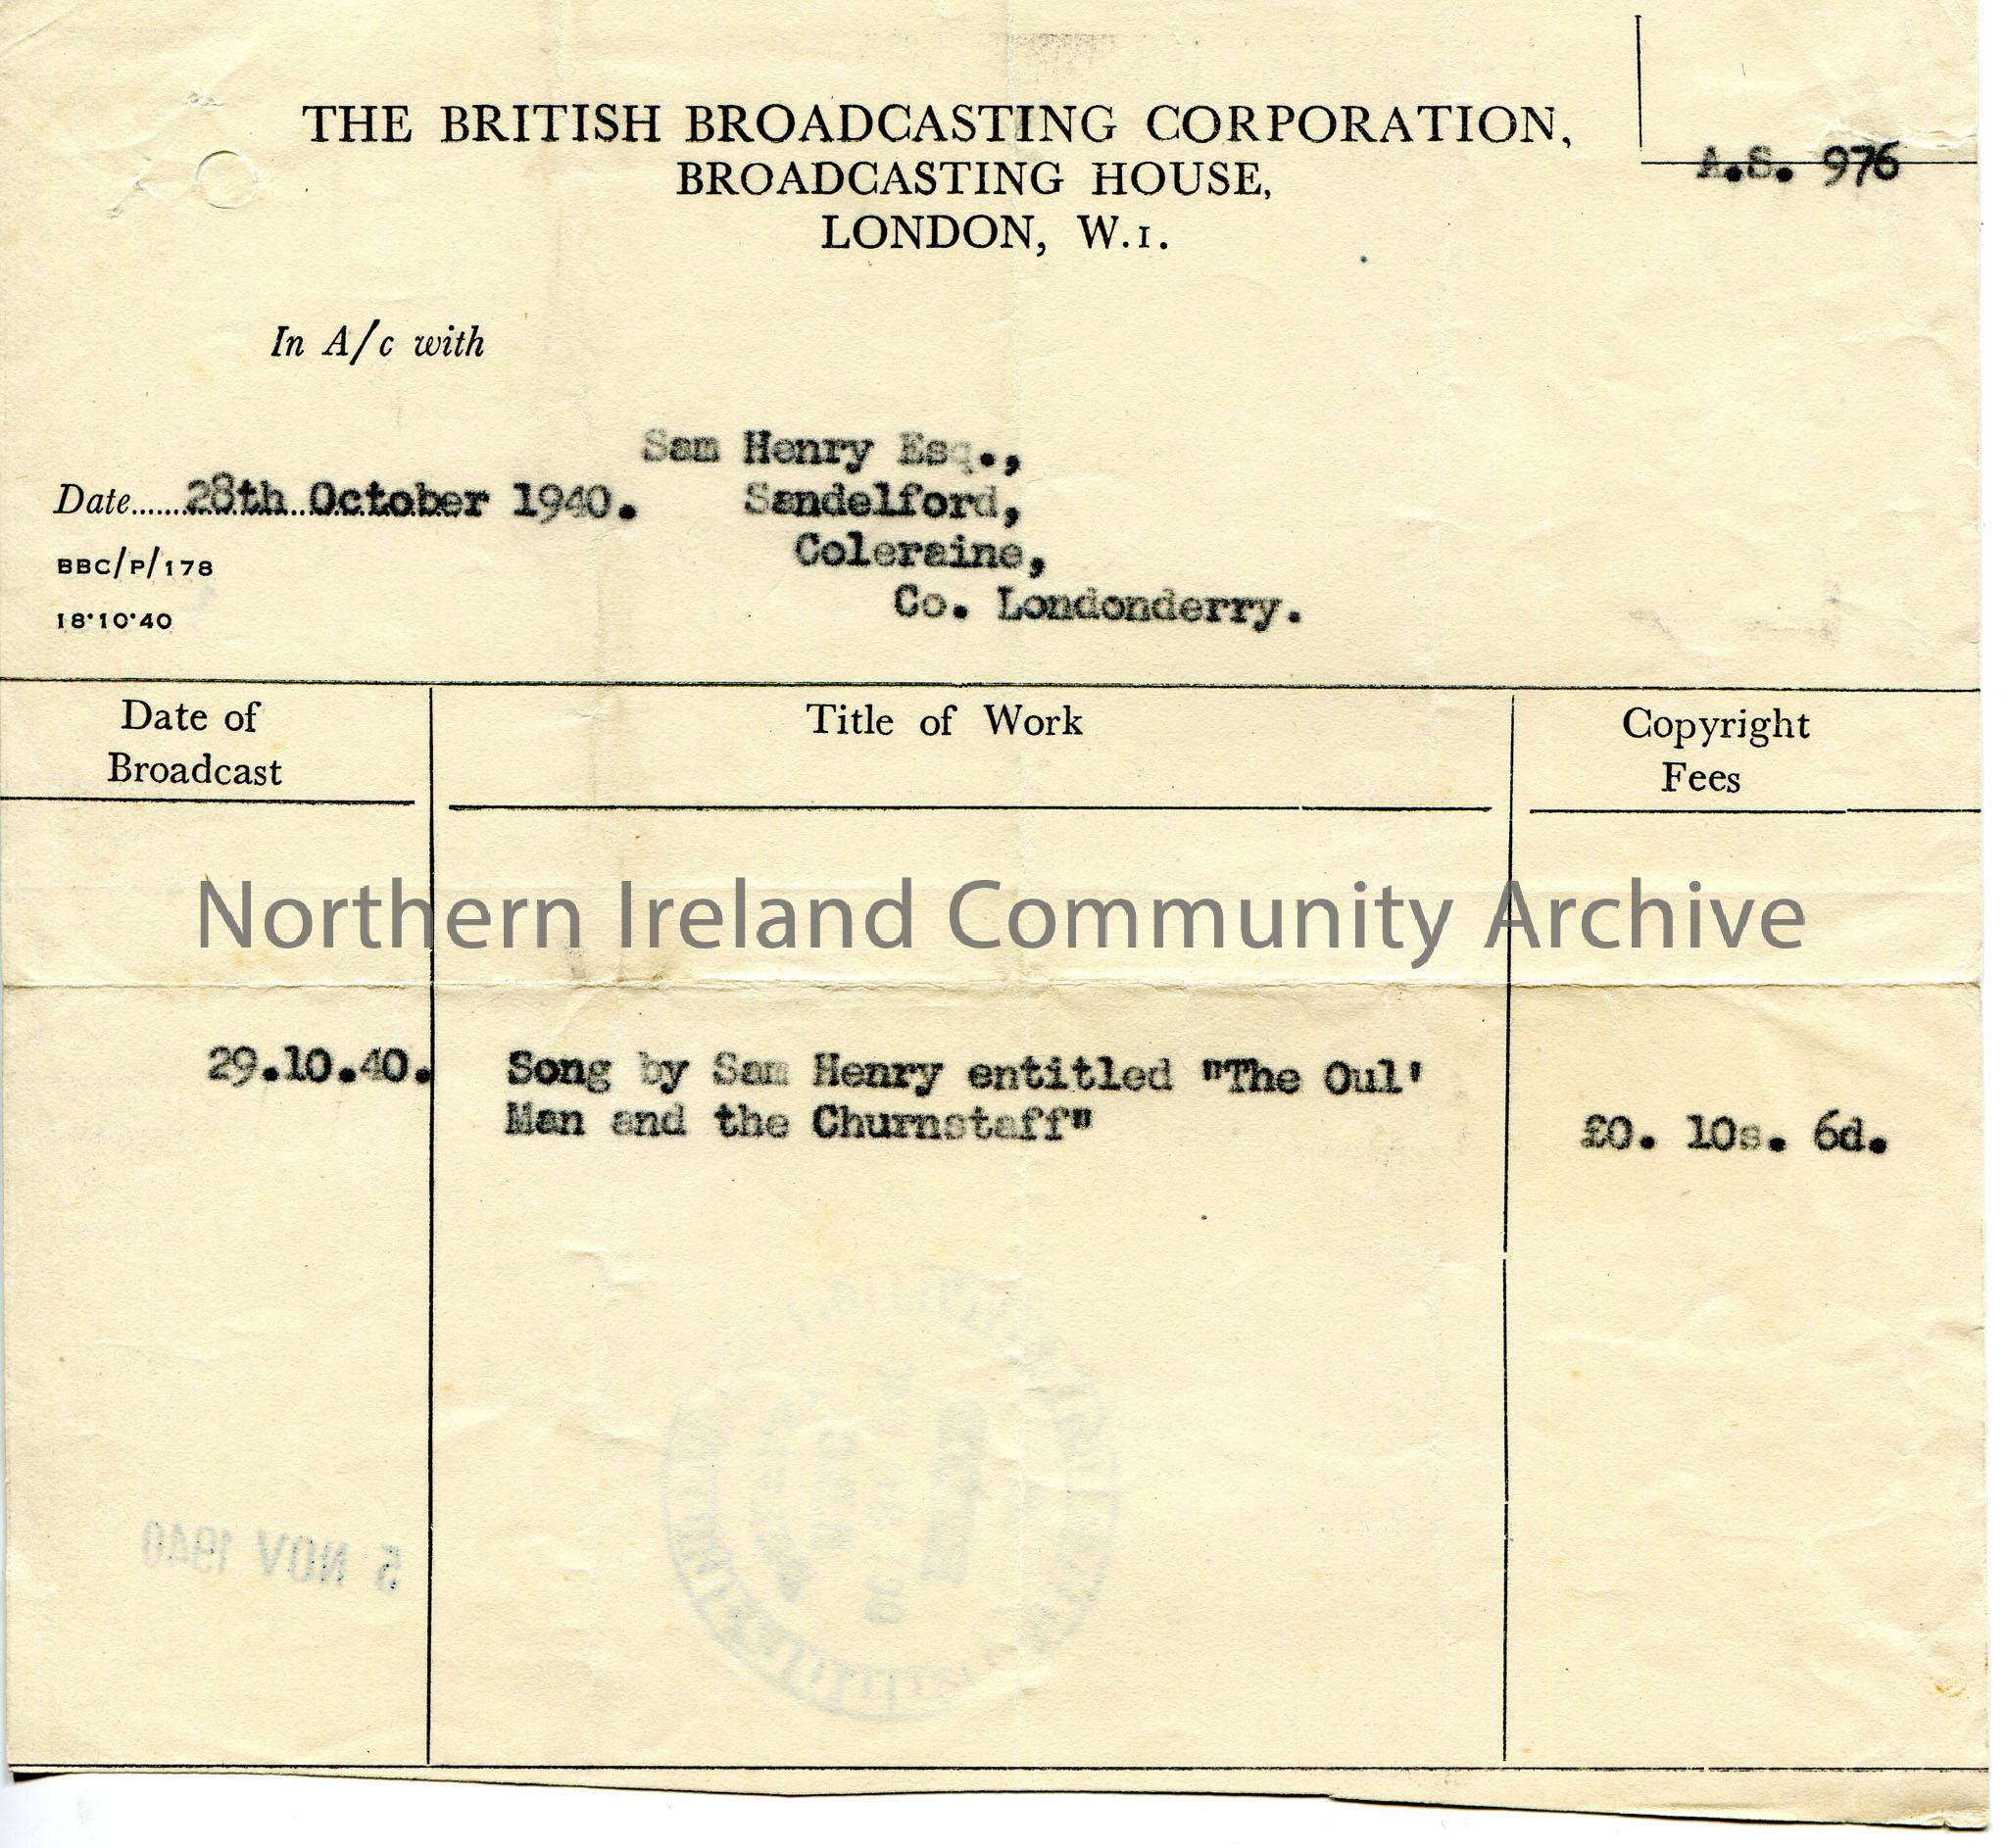 THE BRITISH BROADCASTING CORPORATION,
BROADCASTING HOUSE,
LONDON, W.1.
A.S. 976
In A/c with
Sam Henry Esq.,
Date......28th October 1940.
Sandelford,
Coleraine,
Co. Londonderry.
BBC/P/178
18·10·40
Date of
Broadcast
Title of Work
Copyright
Fees
Northern Ireland Community Archive
29.10.40.
Song by Sam Henry entitled "The Oul'
Man and the Churnstaff"
£0. 10s. 6d.
5 NOV 1940